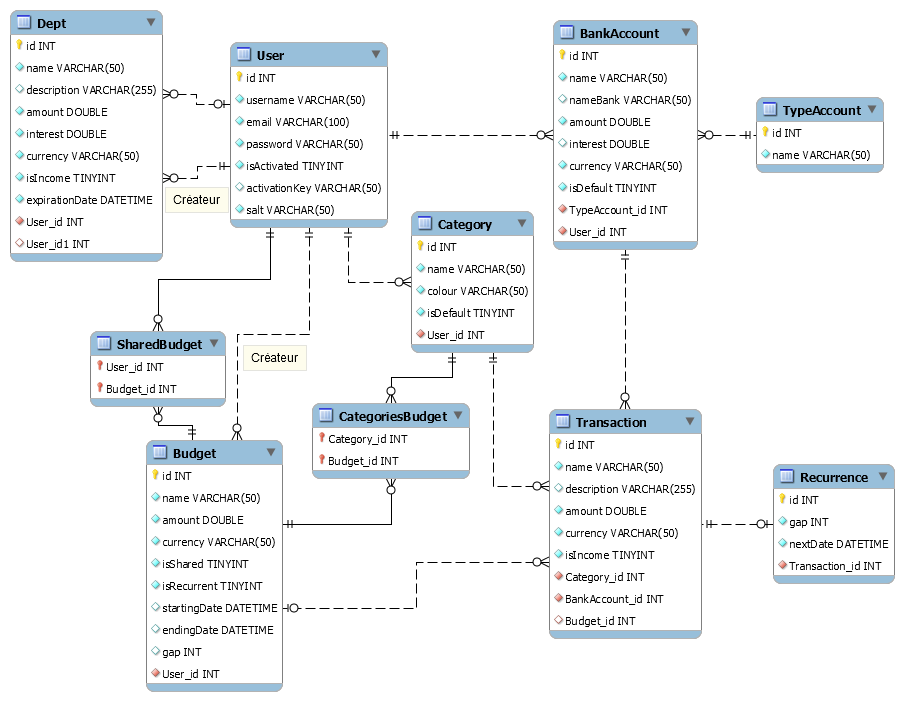 Dept
id INT
name VARCHAR(50)
description VARCHAR(255)
amount DOUBLE
interest DOUBLE
currency VARCHAR(50)
isIncome TINYINT
expirationDate DATETIME
User_id INT
User_id1 INT
User
id INT
username VARCHAR(50)
email VARCHAR(100)
password VARCHAR(50)
isActivated TINYINT
activationKey VARCHAR(50)
salt VARCHAR(50)
Créateur
BankAccount
id INT
name VARCHAR(50)
nameBank VARCHAR(50)
amount DOUBLE
interest DOUBLE
currency VARCHAR(50)
isDefault TINYINT
TypeAccount_id INT
User_id INT
TypeAccount
id INT
name VARCHAR(50)
Category
id INT
name VARCHAR(50)
colour VARCHAR(50)
isDefault TINYINT
User_id INT
SharedBudget
User_id INT
Budget_id INT
Créateur
CategoriesBudget
Category_id INT
Budget_id INT
Budget
id INT
name VARCHAR(50)
amount DOUBLE
currency VARCHAR(50)
isShared TINYINT
isRecurrent TINYINT
startingDate DATETIME
endingDate DATETIME
gap INT
User_id INT
Transaction
id INT
name VARCHAR(50)
description VARCHAR(255)
amount DOUBLE
currency VARCHAR(50)
isIncome TINYINT
Category_id INT
BankAccount_id INT
Budget_id INT
Recurrence
id INT
gap INT
nextDate DATETIME
Transaction_id INT